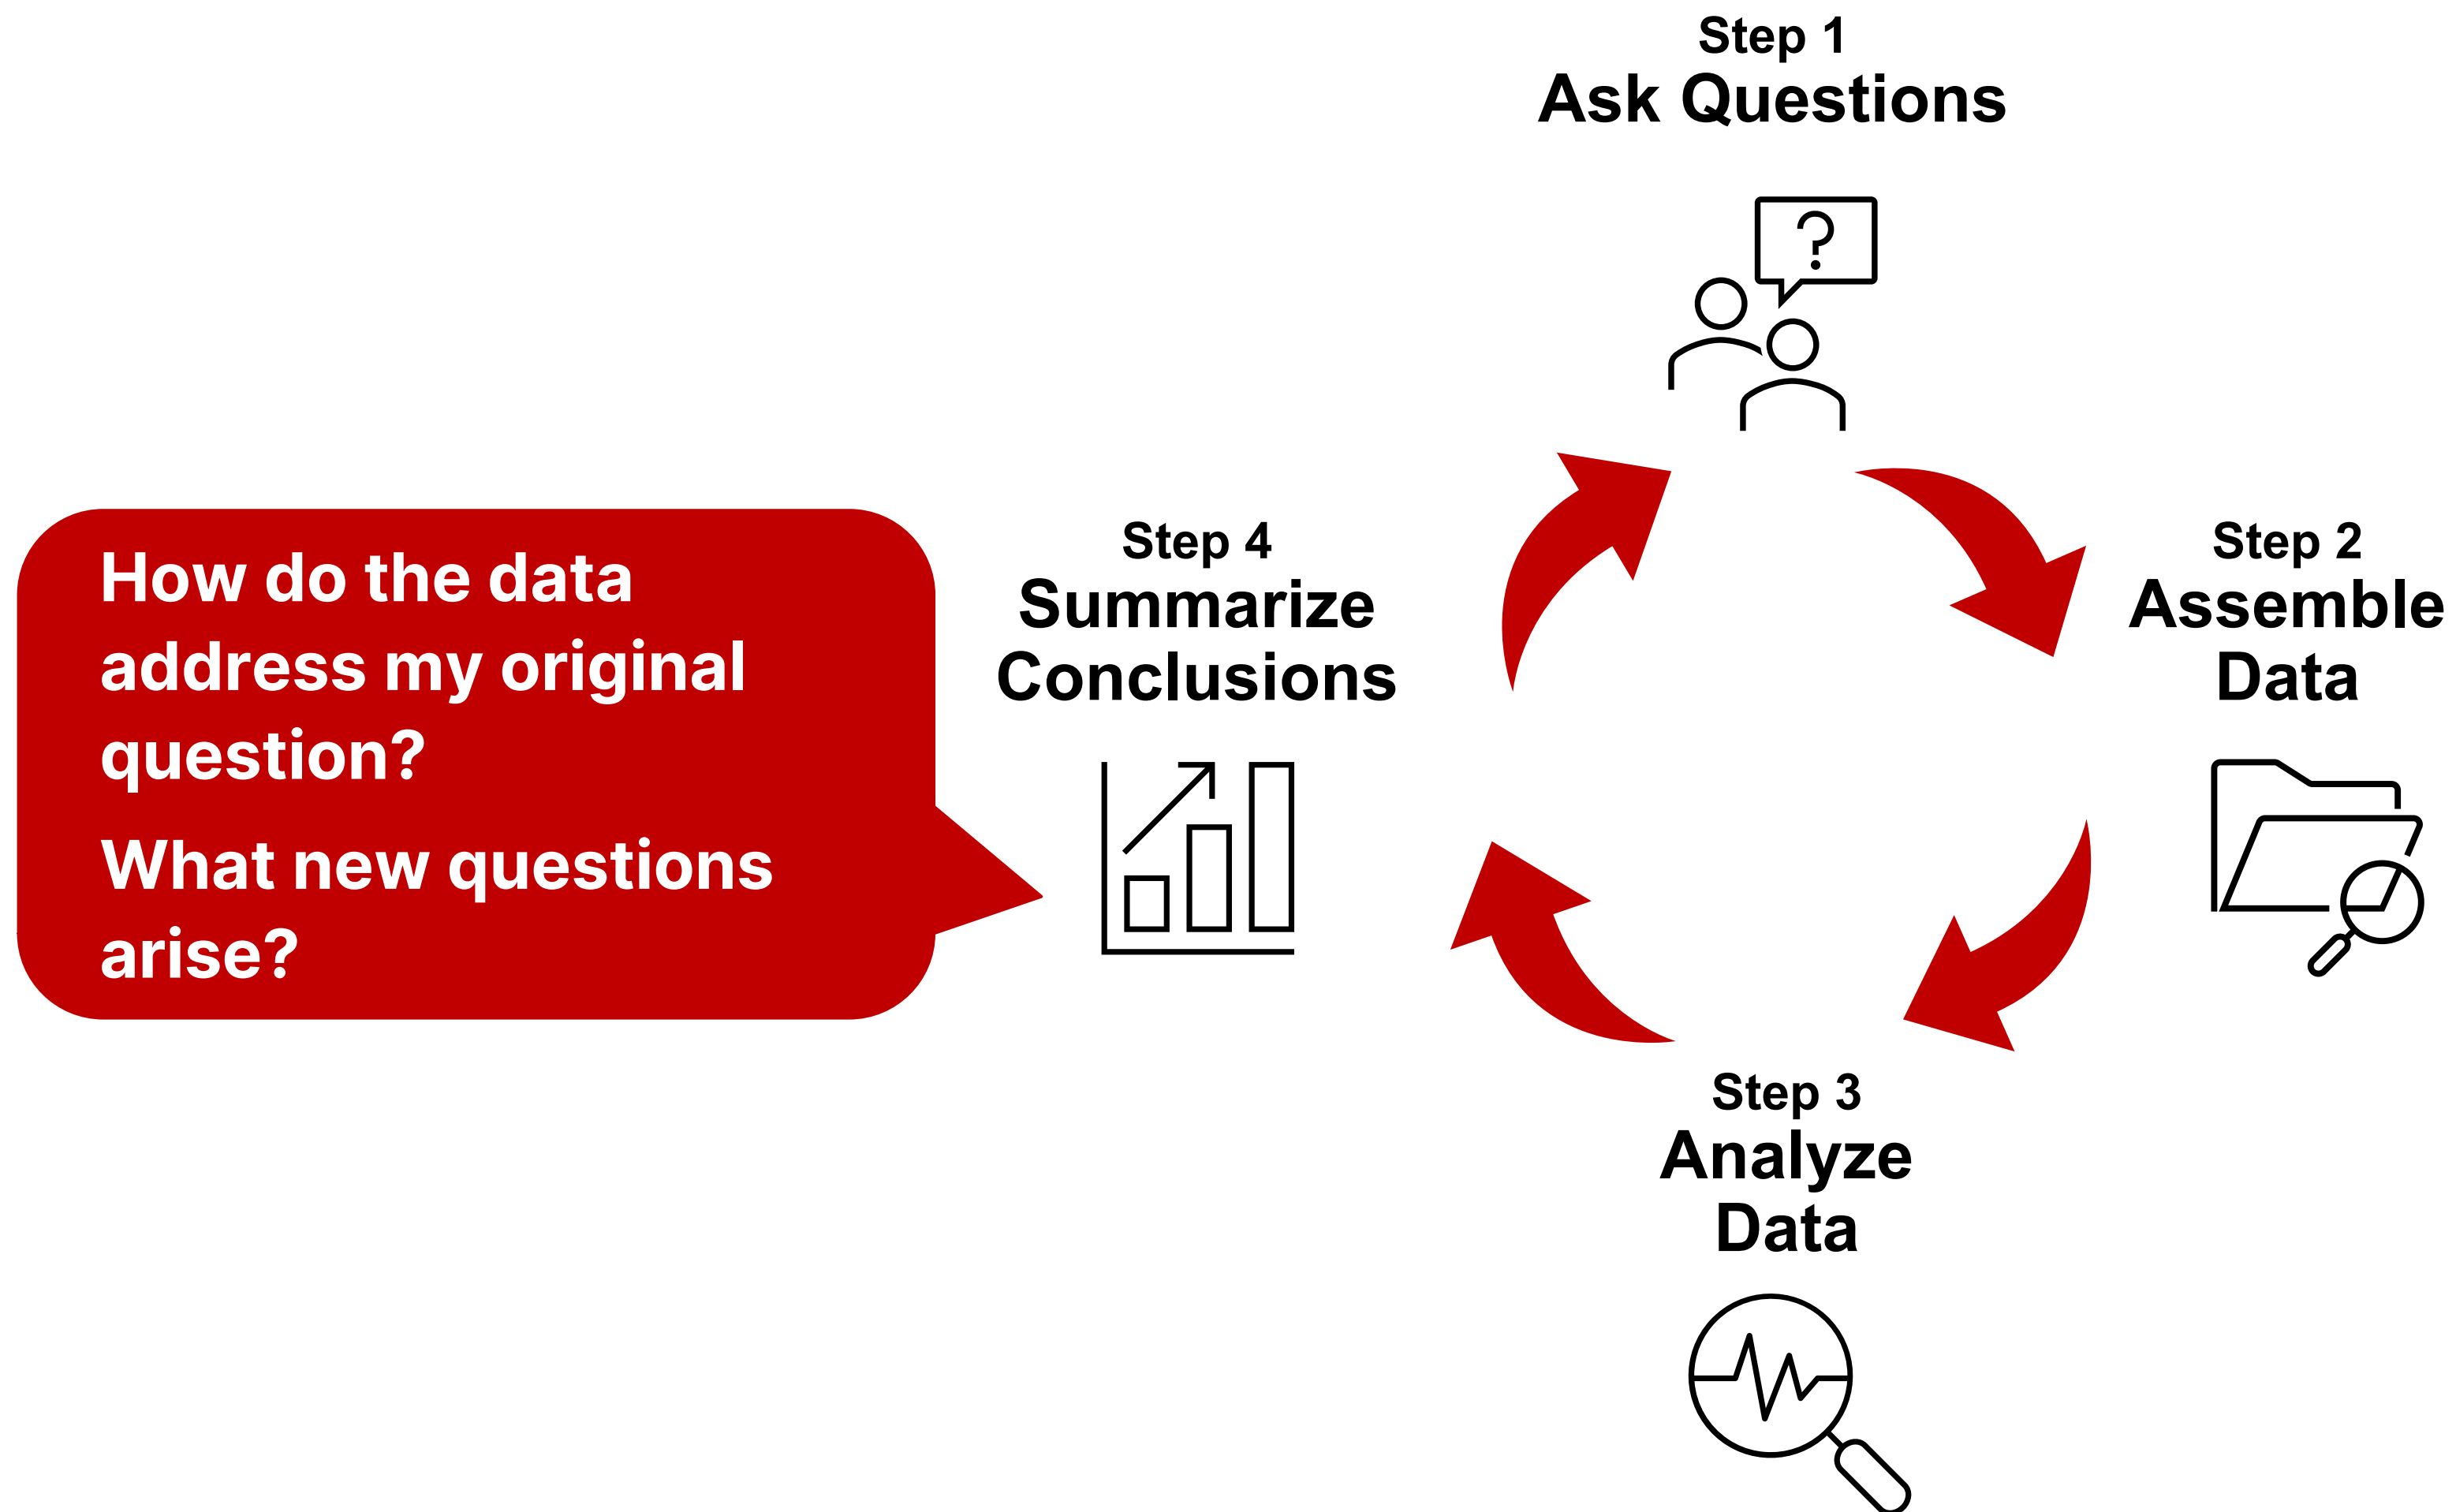 Step 1
Ask Questions
Step 2
Assemble
Data
Step 3
Analyze
Data
Step 4
Summarize
Conclusions
How do the data
address my original
question?
What new questions
arise?
?